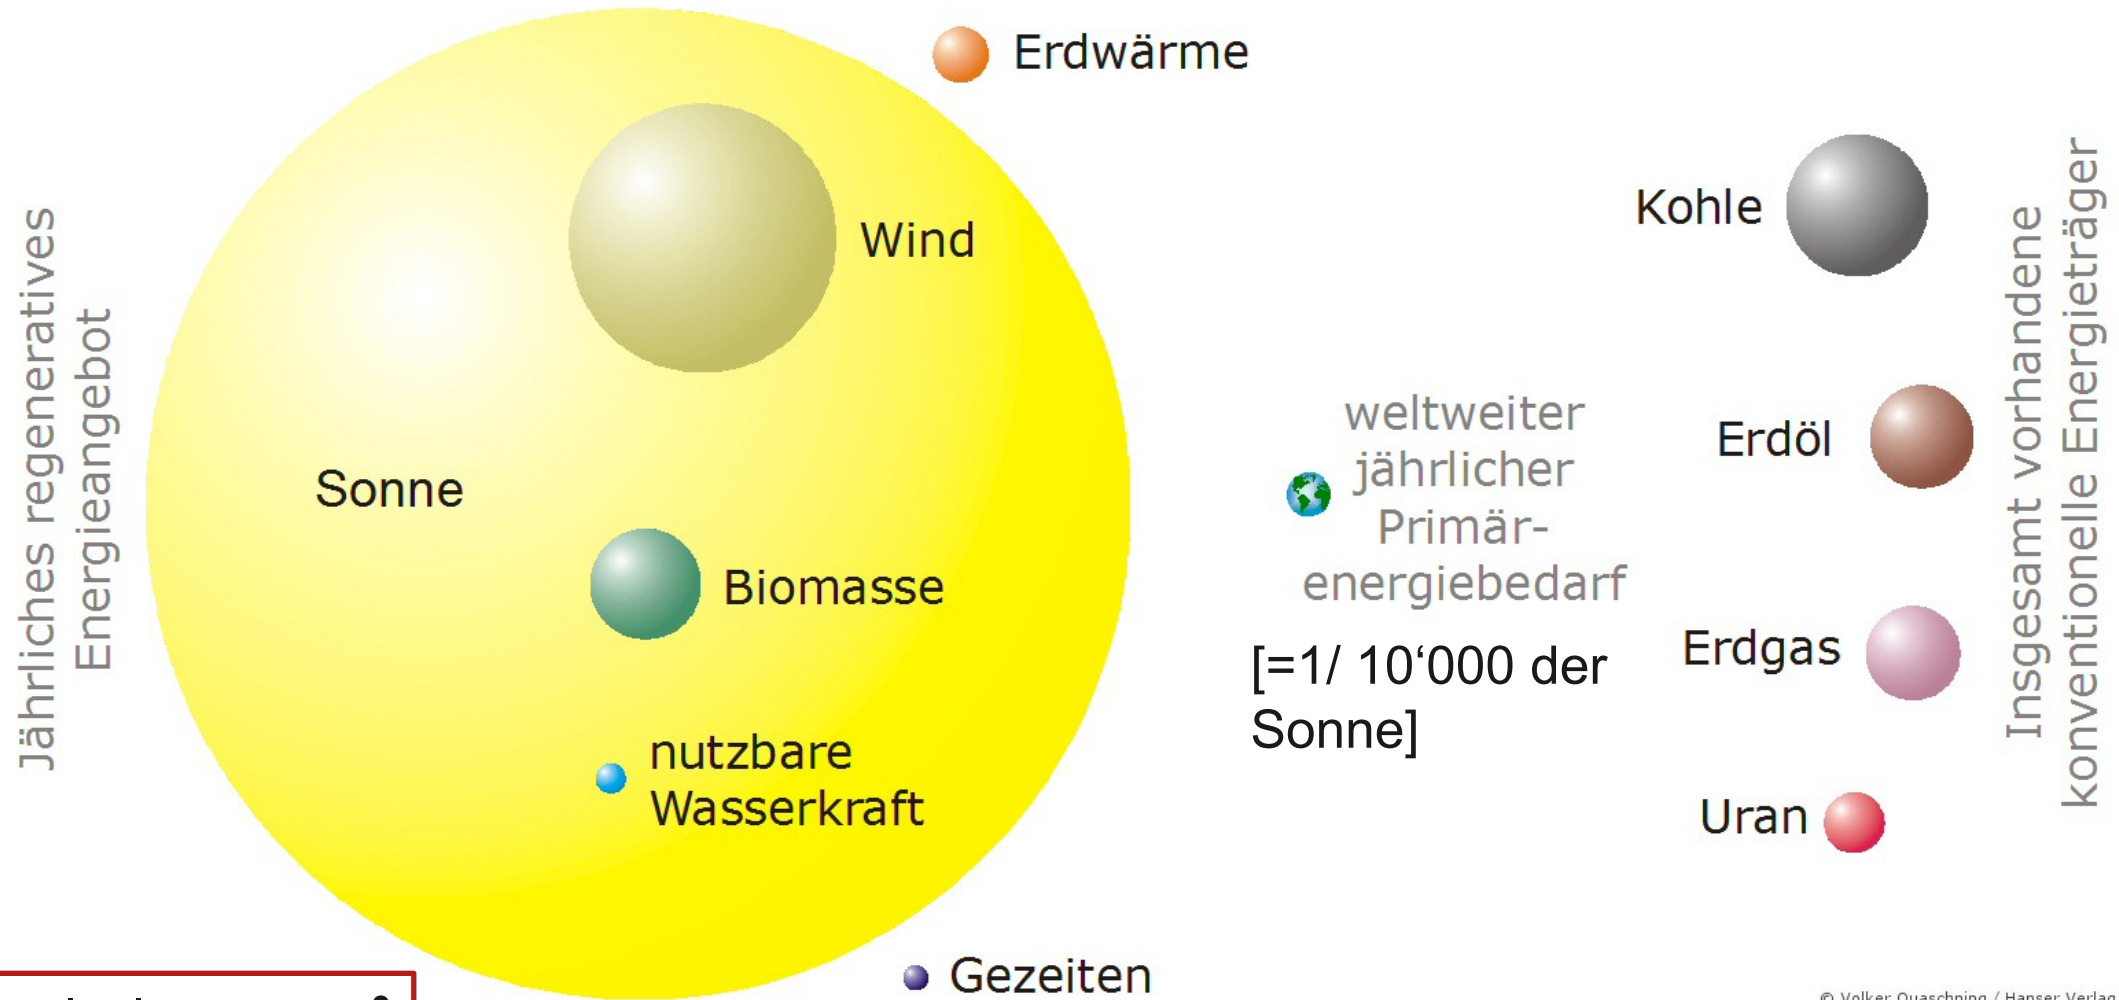 Jährliches regeneratives
Energieangebot
Erdwärme
Wind
Sonne
Biomasse
nutzbare
Wasserkraft
Gezeiten
weltweiter
jährlicher
Primär-
energiebedarf
[=1/ 10‘000 der
Sonne]
Kohle
Erdöl
Erdgas
Uran
Insgesamt vorhandene
konventionelle Energieträger
© Volker Quaschning / Hanser Verlag